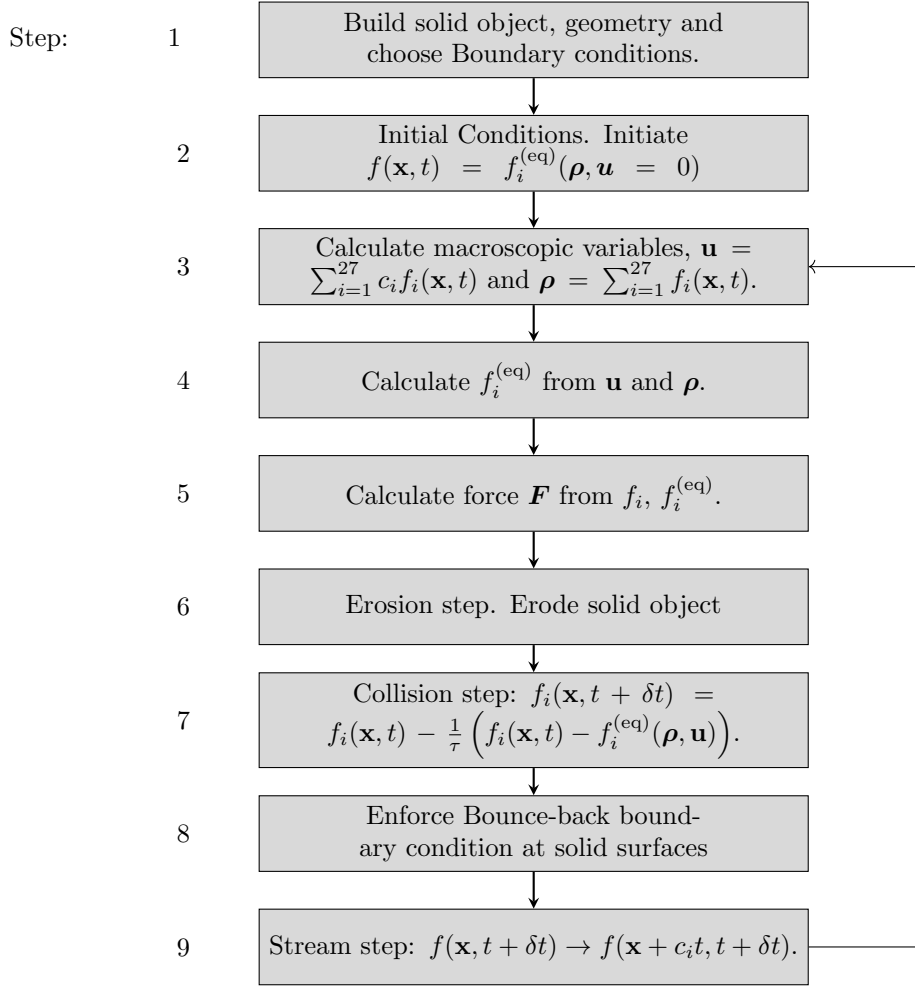 Step: 1 Build solid object, geometry and
choose Boundary conditions.
2 Initial Conditions. Initiate
f(𝐱, t) = f_i^{(eq)}(𝝆, 𝒖 = 0)
3 Calculate macroscopic variables, 𝐮 =
∑_{i=1}^{27} c_i f_i(𝐱, t) and 𝝆 = ∑_{i=1}^{27} f_i(𝐱, t).
4 Calculate f_i^{(eq)} from 𝐮 and 𝝆.
5 Calculate force 𝑭 from f_i, f_i^{(eq)}.
6 Erosion step. Erode solid object
7 Collision step: f_i(𝐱, t + δt) =
f_i(𝐱, t) − \frac{1}{τ} (f_i(𝐱, t) − f_i^{(eq)}(𝝆, 𝐮)).
8 Enforce Bounce-back bound-
ary condition at solid surfaces
9 Stream step: f(𝐱, t + δt) → f(𝐱 + c_i t, t + δt).